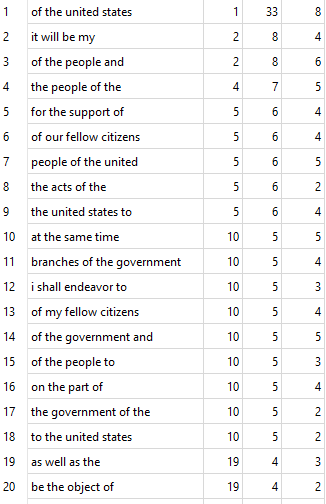 1 of the united states 1 33 8
2 it will be my 2 8 4
3 of the people and 2 8 6
4 the people of the 4 7 5
5 for the support of 5 6 4
6 of our fellow citizens 5 6 4
7 people of the united 5 6 5
8 the acts of the 5 6 2
9 the united states to 5 6 4
10 at the same time 10 5 5
11 branches of the government 10 5 4
12 i shall endeavor to 10 5 3
13 of my fellow citizens 10 5 4
14 of the government and 10 5 5
15 of the people to 10 5 3
16 on the part of 10 5 4
17 the government of the 10 5 2
18 to the united states 10 5 2
19 as well as the 19 4 3
20 be the object of 19 4 2